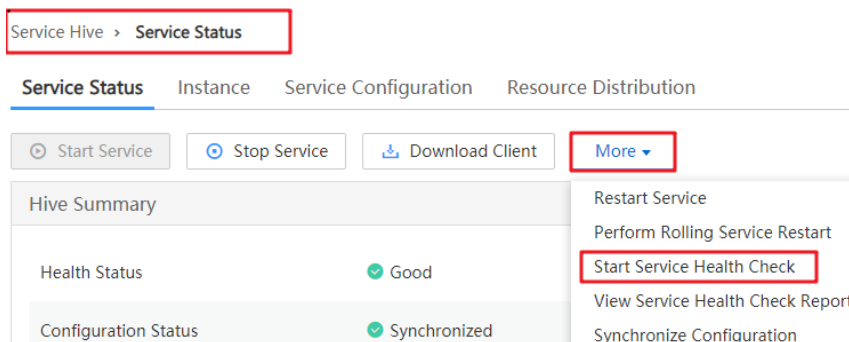 Service Hive › Service Status
Service Status Instance Service Configuration Resource Distribution
Start Service Stop Service Download Client More
Hive Summary
Restart Service
Perform Rolling Service Restart
Health Status Good
Start Service Health Check
View Service Health Check Report
Configuration Status Synchronized
Synchronize Configuration